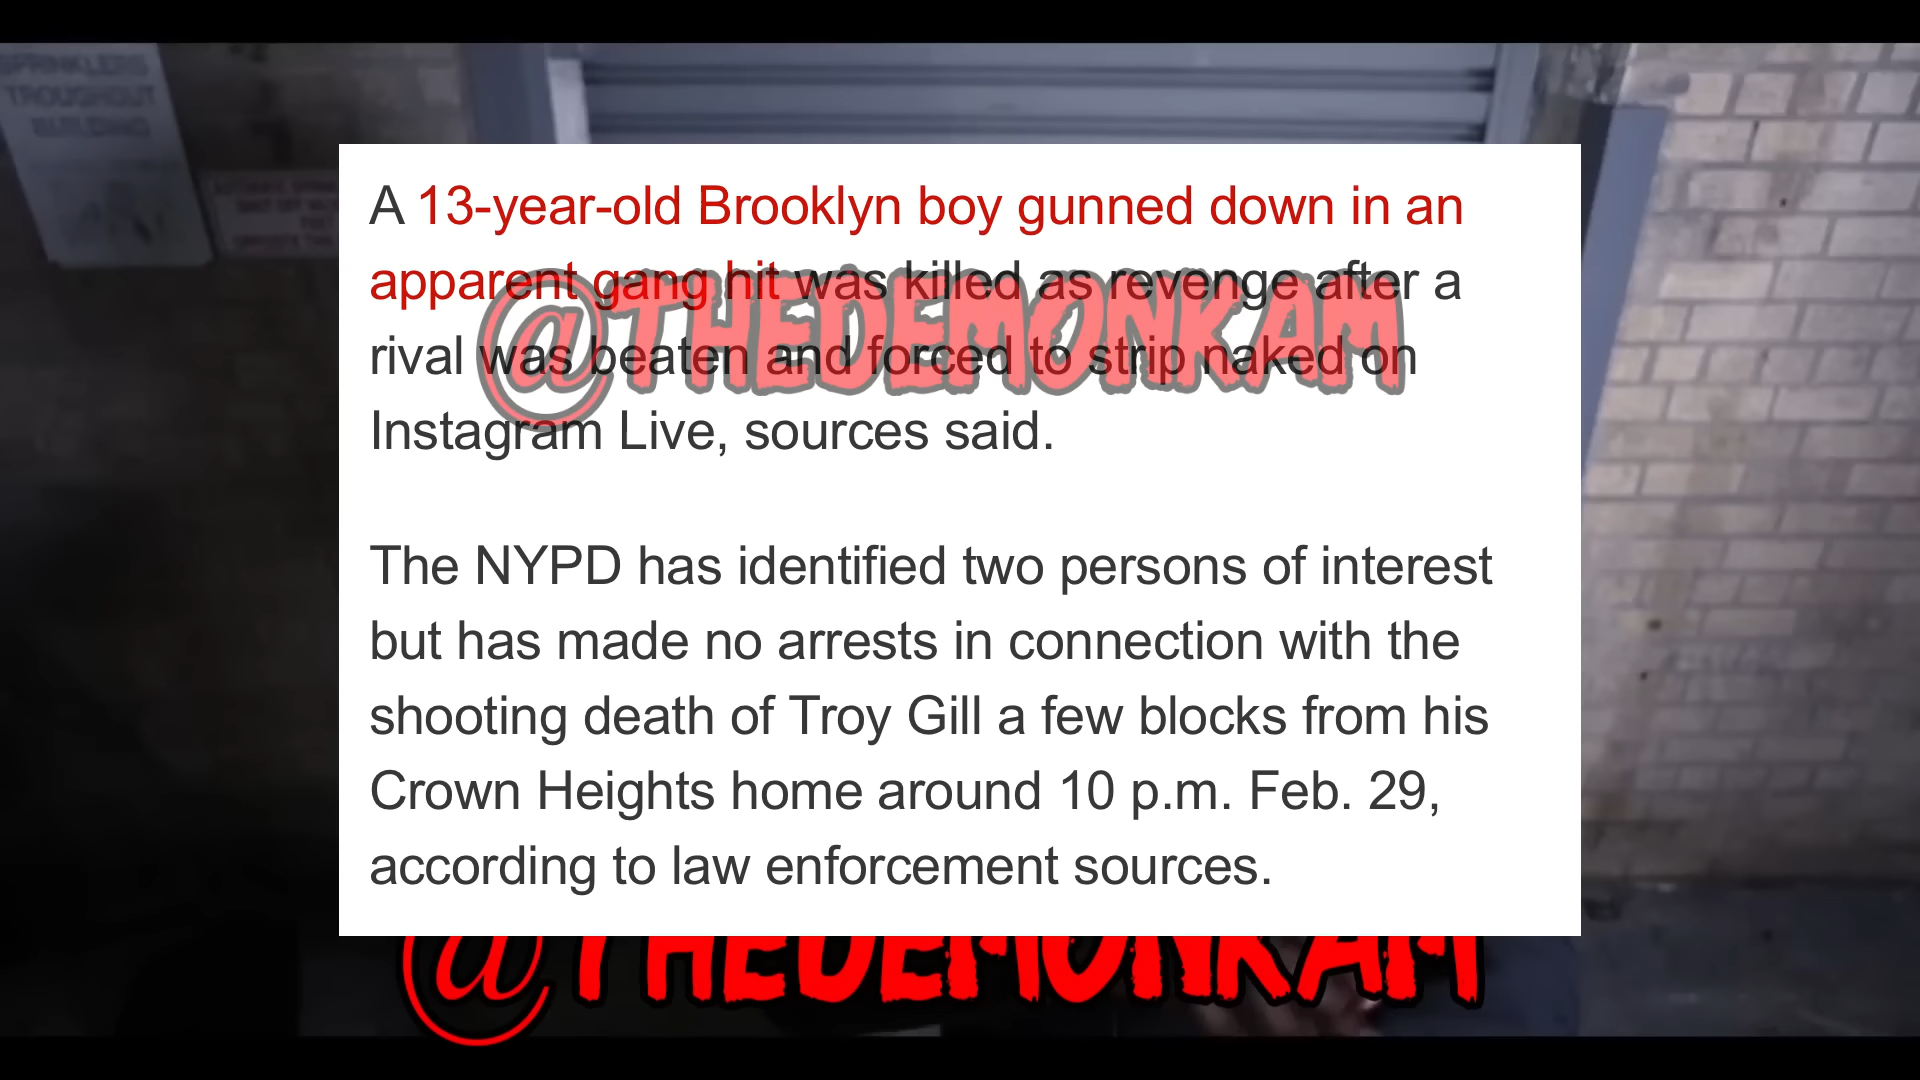 SPRINKLERS
TROUGHOUT
BUILDING
A 13-year-old Brooklyn boy gunned down in an
apparent gang hit was killed as revenge after a
rival was beaten and forced to strip naked on
Instagram Live, sources said.
@THEDEMONKAM
The NYPD has identified two persons of interest
but has made no arrests in connection with the
shooting death of Troy Gill a few blocks from his
Crown Heights home around 10 p.m. Feb. 29,
according to law enforcement sources.
@THEDEMONKAM